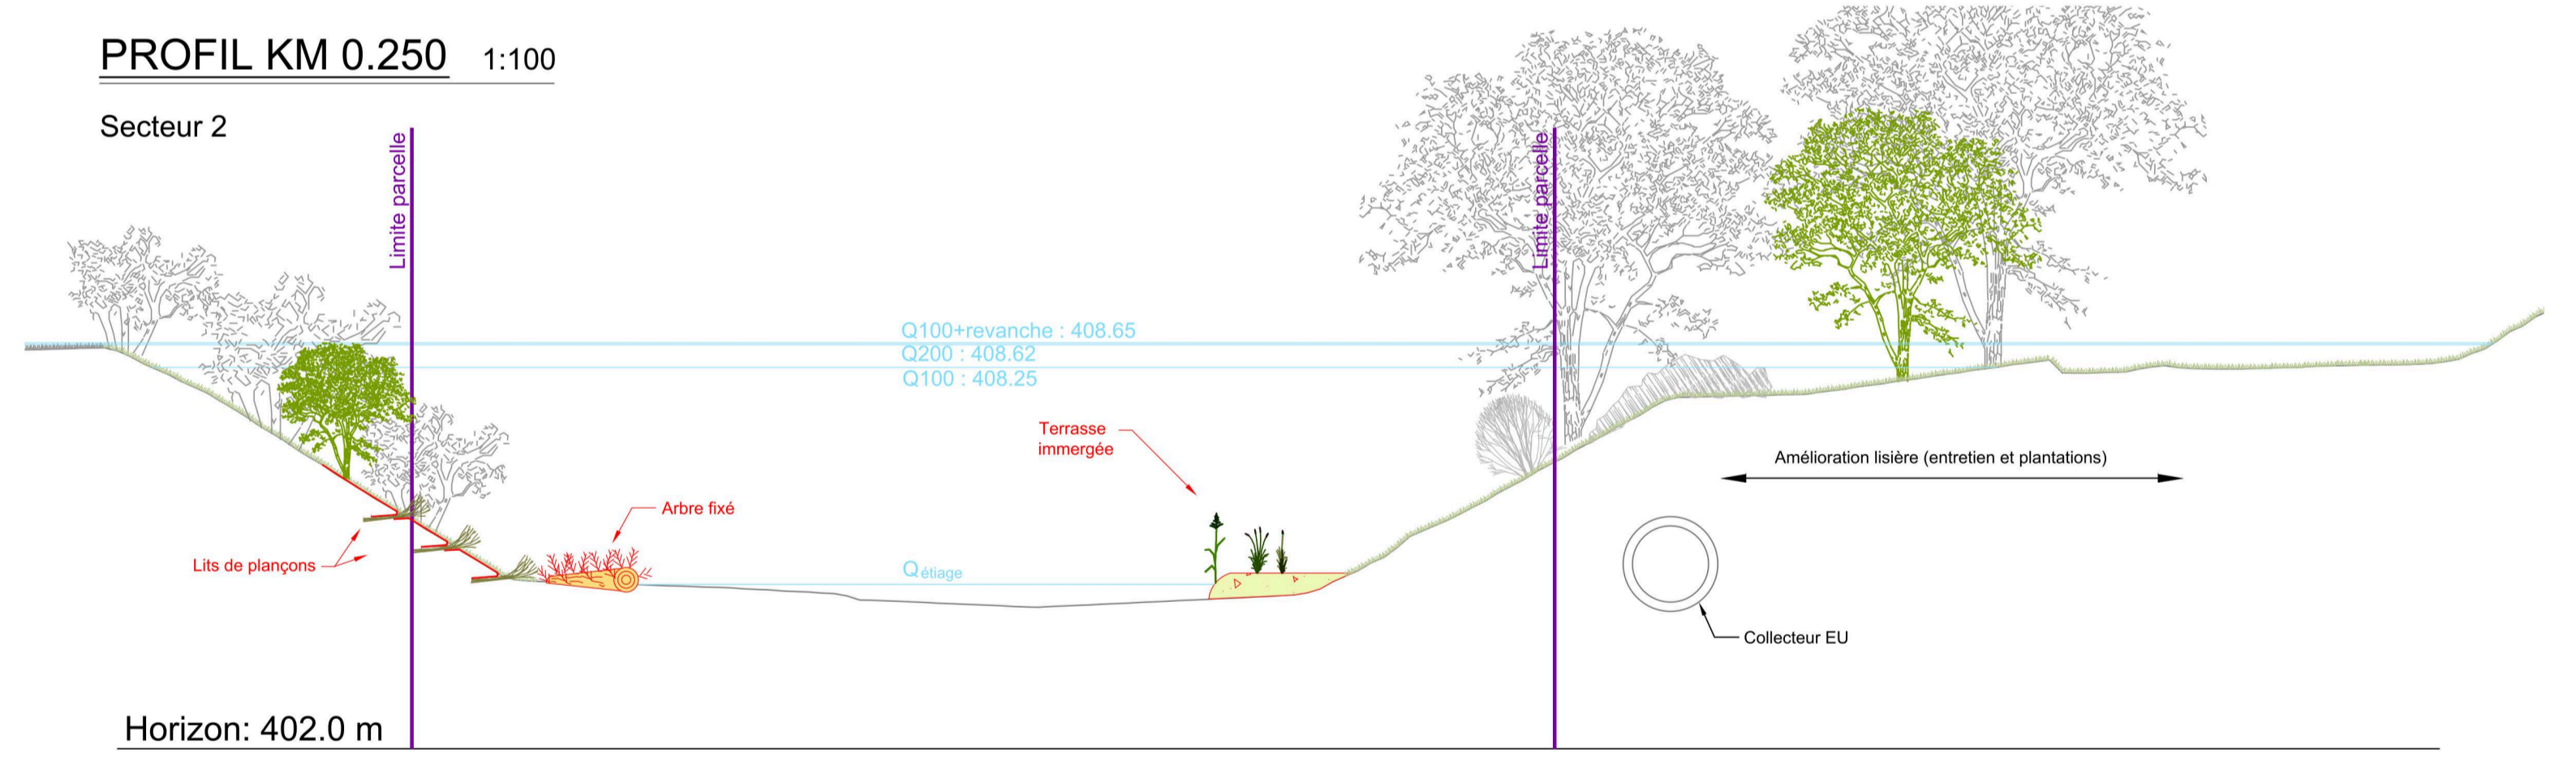 PROFIL KM 0.250 1:100
Secteur 2
Limite parcelle
Limite parcelle
Q100+revanche : 408.65
Q200 : 408.62
Q100 : 408.25
Terrasse
immergée
Amélioration lisière (entretien et plantations)
Arbre fixé
Lits de plançons
Qétiage
Collecteur EU
Horizon: 402.0 m